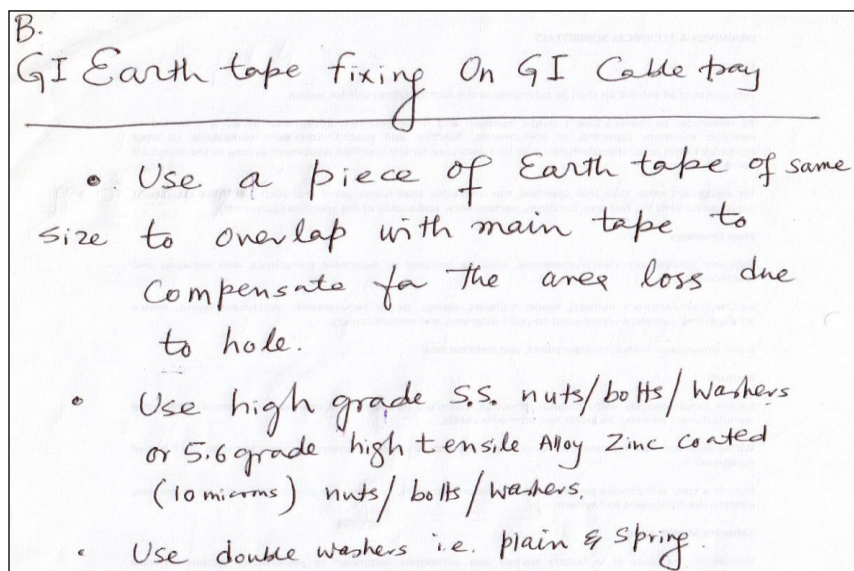 B.
GI Earth tape fixing On GI Cable tray
• Use a piece of Earth tape of same
size to overlap with main tape to
compensate for the area loss due
to hole.
• Use high grade S.S. nuts/bolts/Washers
or 5.6 grade high tensile Alloy Zinc coated
(10 microms) nuts/bolts/washers.
• Use double washers i.e. plain & spring.